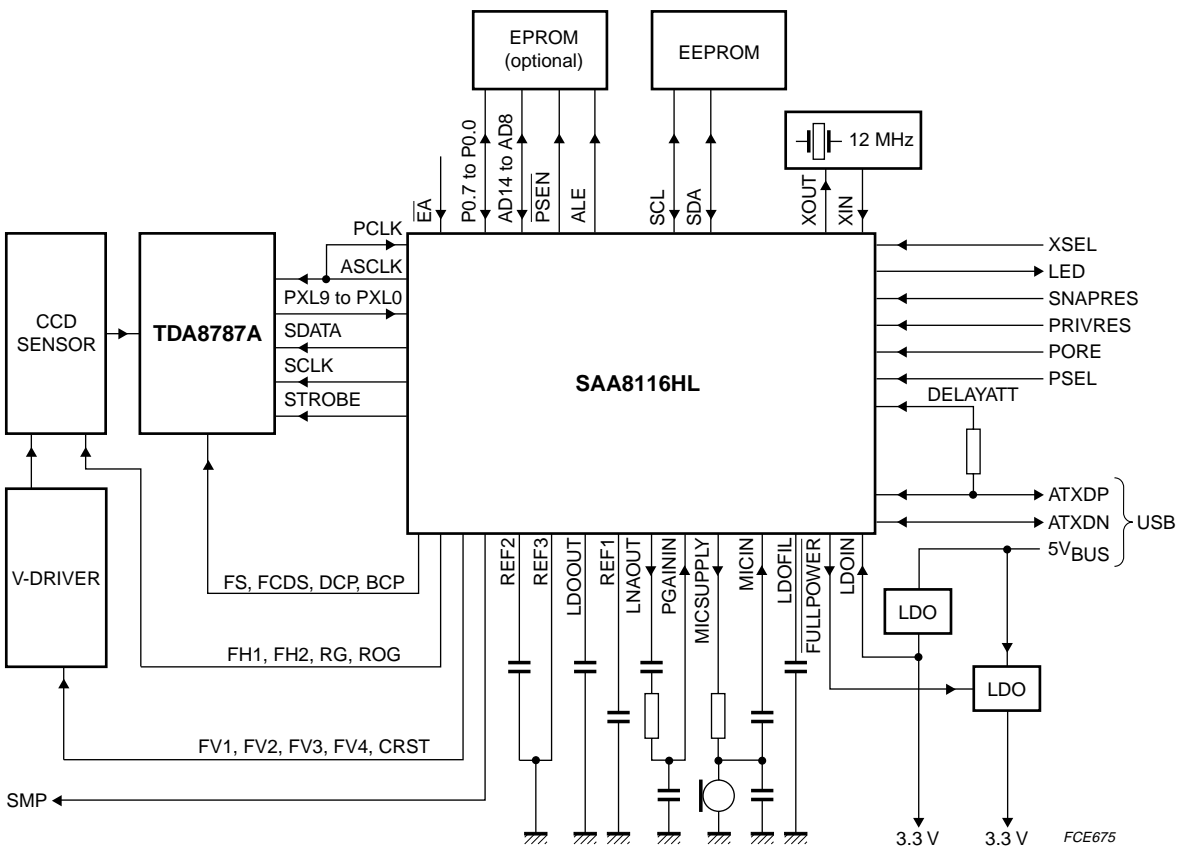 EPROM
(optional)
EEPROM
12 MHz
EA
P0.7 to P0.0
AD14 to AD8
PSEN
ALE
SCL
SDA
XOUT
XIN
PCLK
ASCLK
PXL9 to PXL0
SDATA
SCLK
STROBE
CCD
SENSOR
TDA8787A
SAA8116HL
XSEL
LED
SNAPRES
PRIVRES
PORE
PSEL
DELAYATT
ATXDP
ATXDN
USB
5VBUS
V-DRIVER
FS, FCDS, DCP, BCP
FH1, FH2, RG, ROG
FV1, FV2, FV3, FV4, CRST
SMP
REF2
REF3
LDOOUT
REF1
LNAOUT
PGAININ
MICSUPPLY
MICIN
LDOFIL
FULLPOWER
LDOIN
LDO
LDO
3.3 V
3.3 V
FCE675